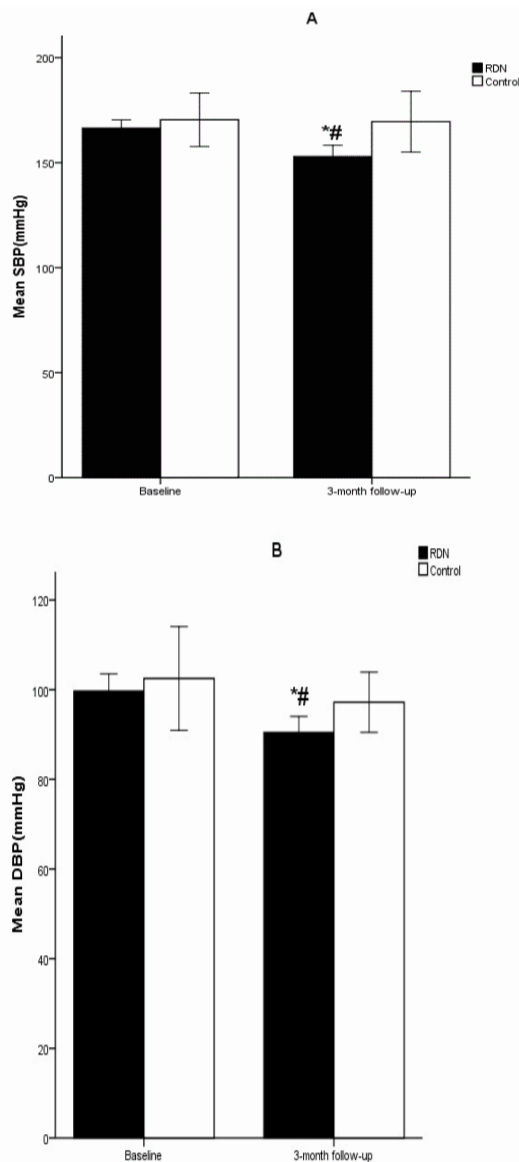 A
RDN
Control
Mean SBP(mmHg)
200
150
100
50
0
*#
Baseline
3-month follow-up
B
RDN
Control
Mean DBP(mmHg)
120
100
80
60
40
20
0
*#
Baseline
3-month follow-up